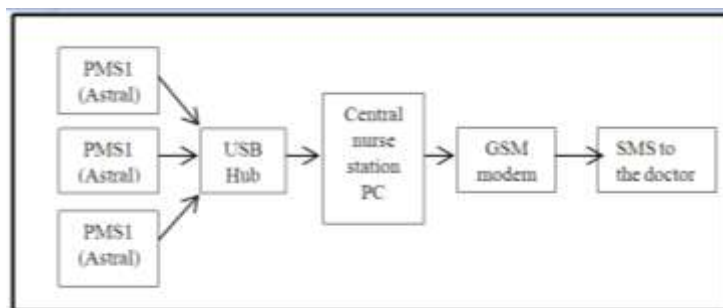 PMS1
(Astral)
PMS1
(Astral)
PMS1
(Astral)
USB
Hub
Central
nurse
station
PC
GSM
modem
SMS to
the doctor